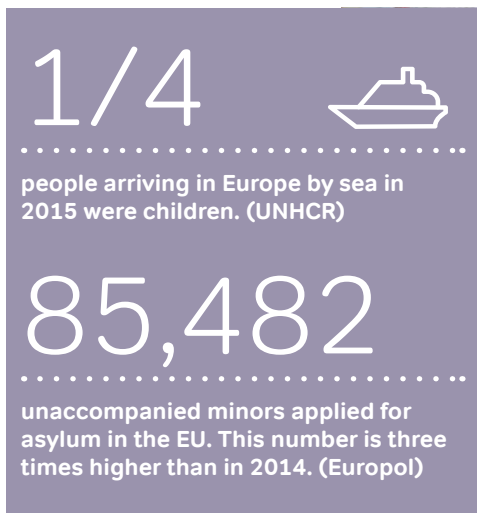 1/4
people arriving in Europe by sea in
2015 were children. (UNHCR)
85,482
unaccompanied minors applied for
asylum in the EU. This number is three
times higher than in 2014. (Europol)